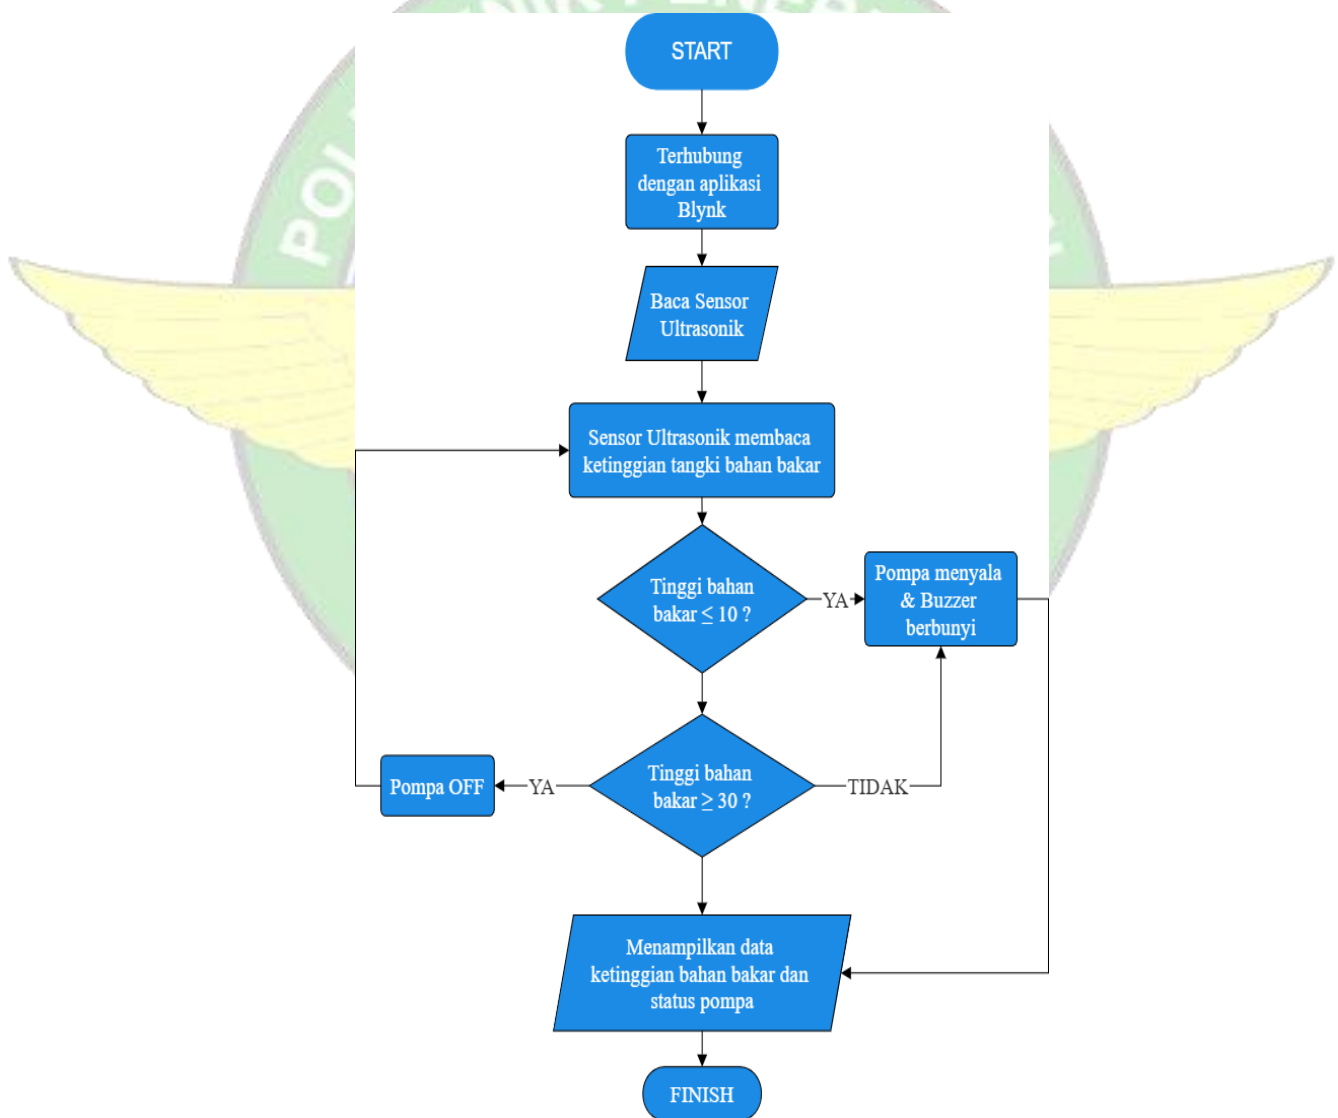 START
Terhubung
dengan aplikasi
Blynk
Baca Sensor
Ultrasonik
Sensor Ultrasonik membaca
ketinggian tangki bahan bakar
Tinggi bahan
bakar ≤ 10 ?
YA
Pompa menyala
& Buzzer
berbunyi
Tinggi bahan
bakar ≥ 30 ?
YA
Pompa OFF
TIDAK
Menampilkan data
ketinggian bahan bakar dan
status pompa
FINISH